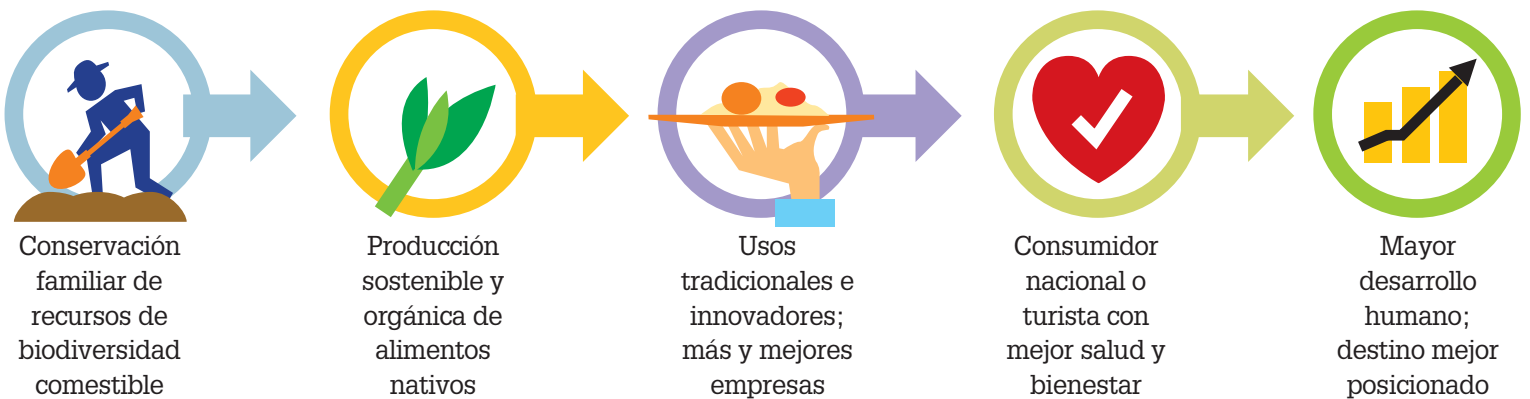 Conservación
familiar de
recursos de
biodiversidad
comestible
Producción
sostenible y
orgánica de
alimentos
nativos
Usos
tradicionales e
innovadores;
más y mejores
empresas
Consumidor
nacional o
turista con
mejor salud y
bienestar
Mayor
desarrollo
humano;
destino mejor
posicionado